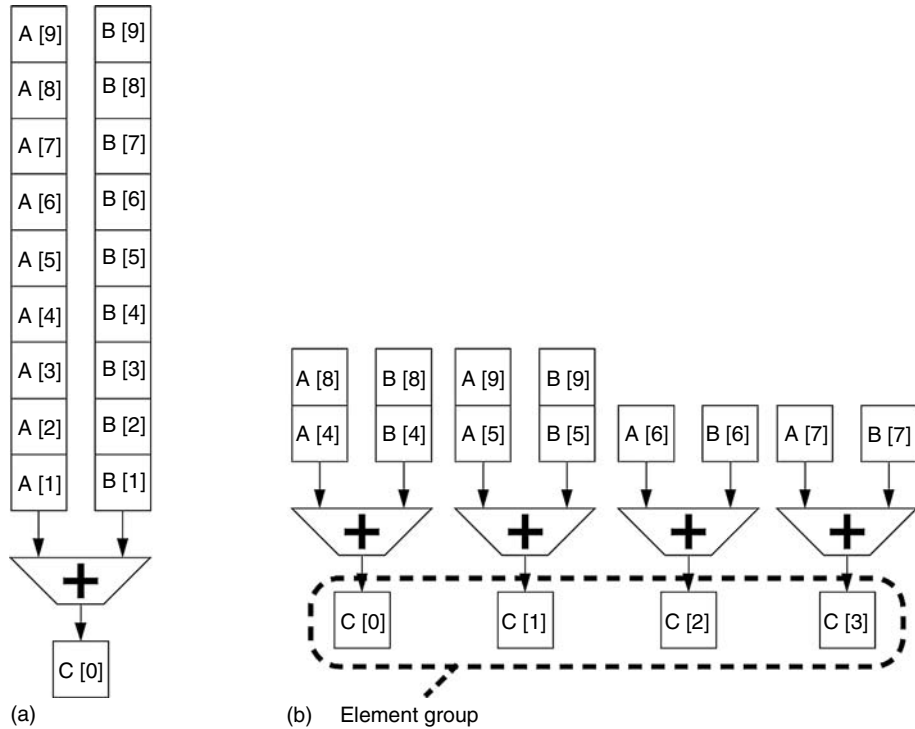 A [9] B [9]
A [8] B [8]
A [7] B [7]
A [6] B [6]
A [5] B [5]
A [4] B [4]
A [3] B [3]
A [2] B [2]
A [1] B [1]
+
C [0]
(a)
A [8] B [8] A [9] B [9]
A [4] B [4] A [5] B [5] A [6] B [6] A [7] B [7]
+ + + +
C [0] C [1] C [2] C [3]
(b) Element group